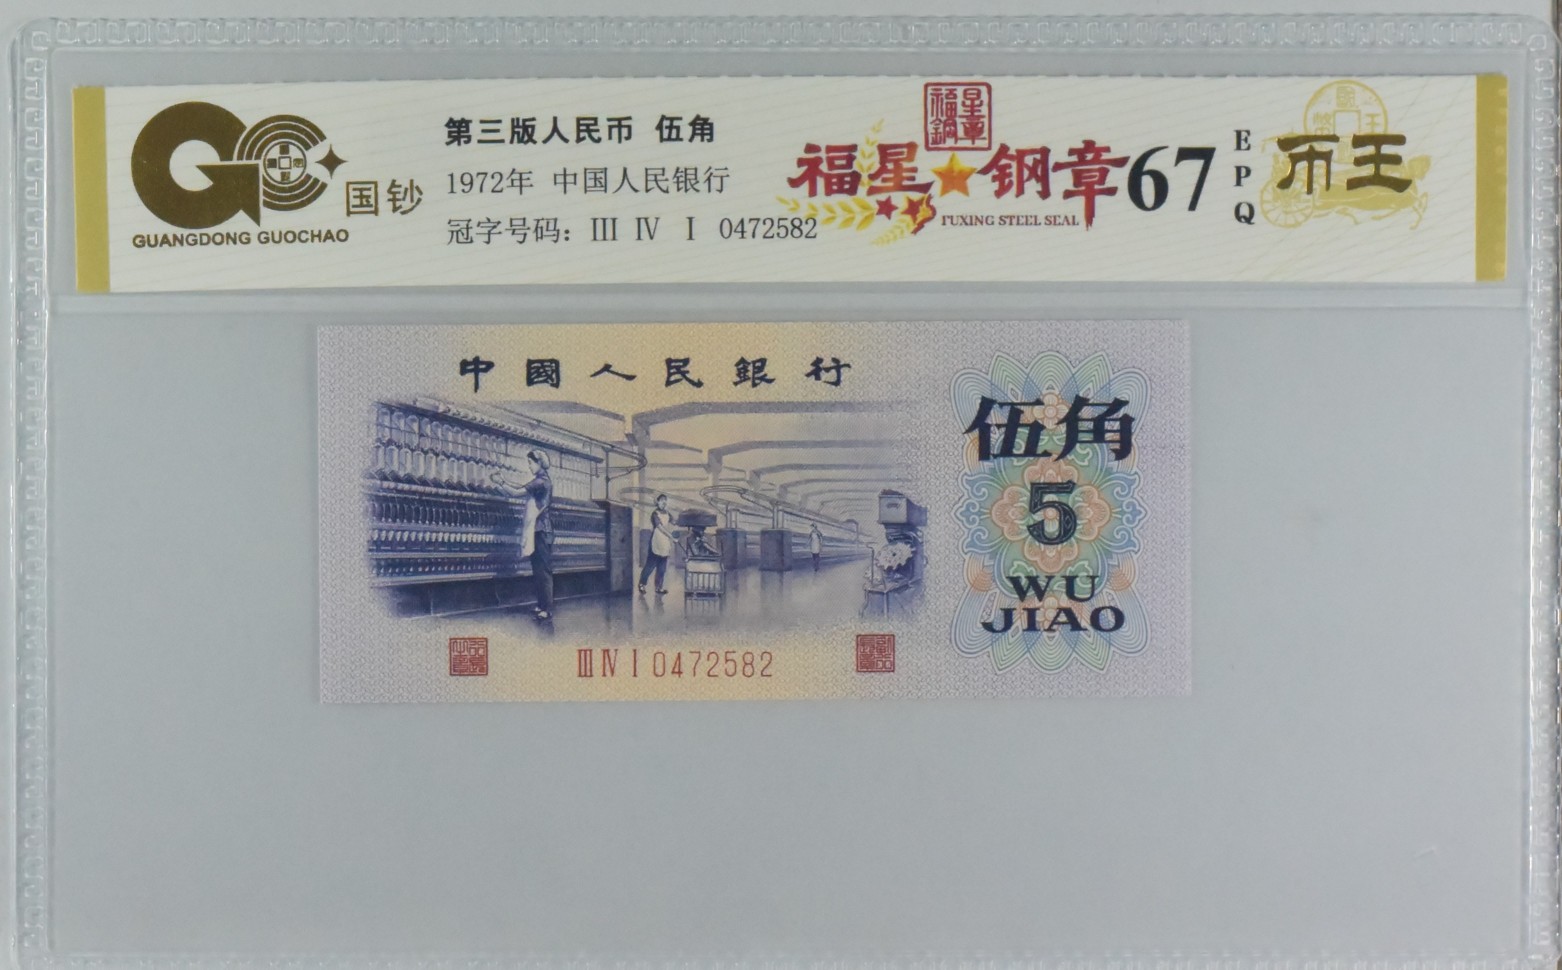 国钞
GUANGDONG GUOCHAO
第三版人民币 伍角
1972年 中国人民银行
冠字号码：Ⅲ Ⅳ Ⅰ 0472582
福星钢章
福星★钢章
FUXING STEEL SEAL
67
EPQ
币王
中國人民銀行
伍角
5
WU
JIAO
Ⅲ Ⅳ Ⅰ 0472582